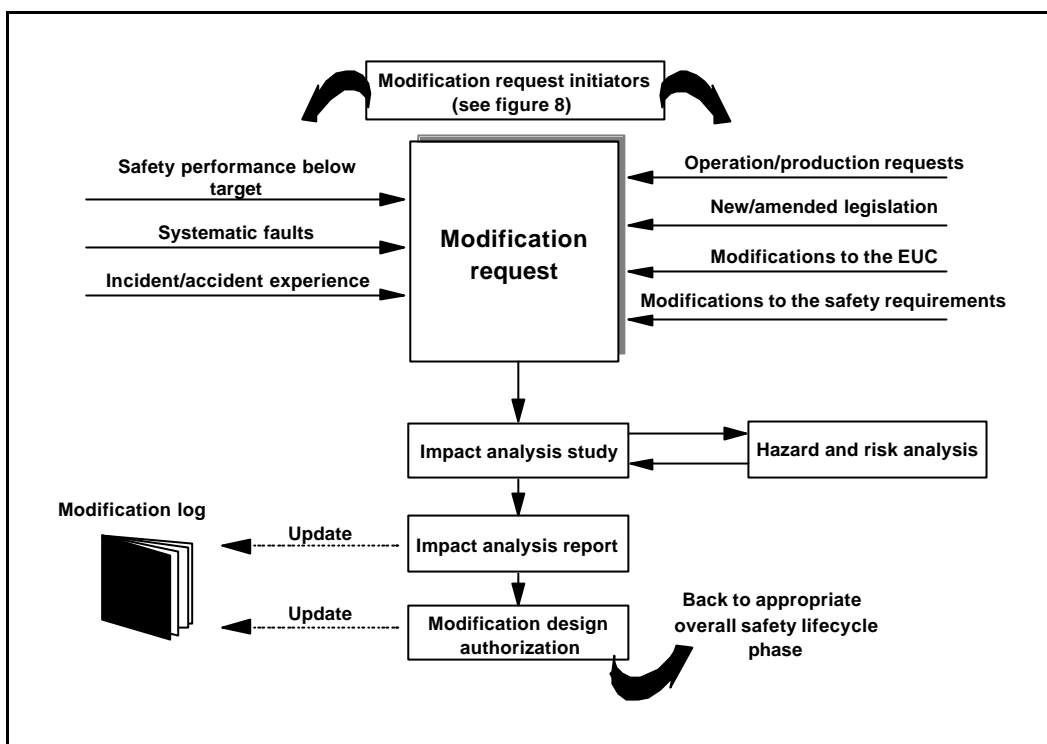 Modification request initiators
(see figure 8)
Safety performance below
target
Systematic faults
Incident/accident experience
Modification
request
Operation/production requests
New/amended legislation
Modifications to the EUC
Modifications to the safety requirements
Impact analysis study
Hazard and risk analysis
Modification log
Update
Impact analysis report
Update
Modification design
authorization
Back to appropriate
overall safety lifecycle
phase